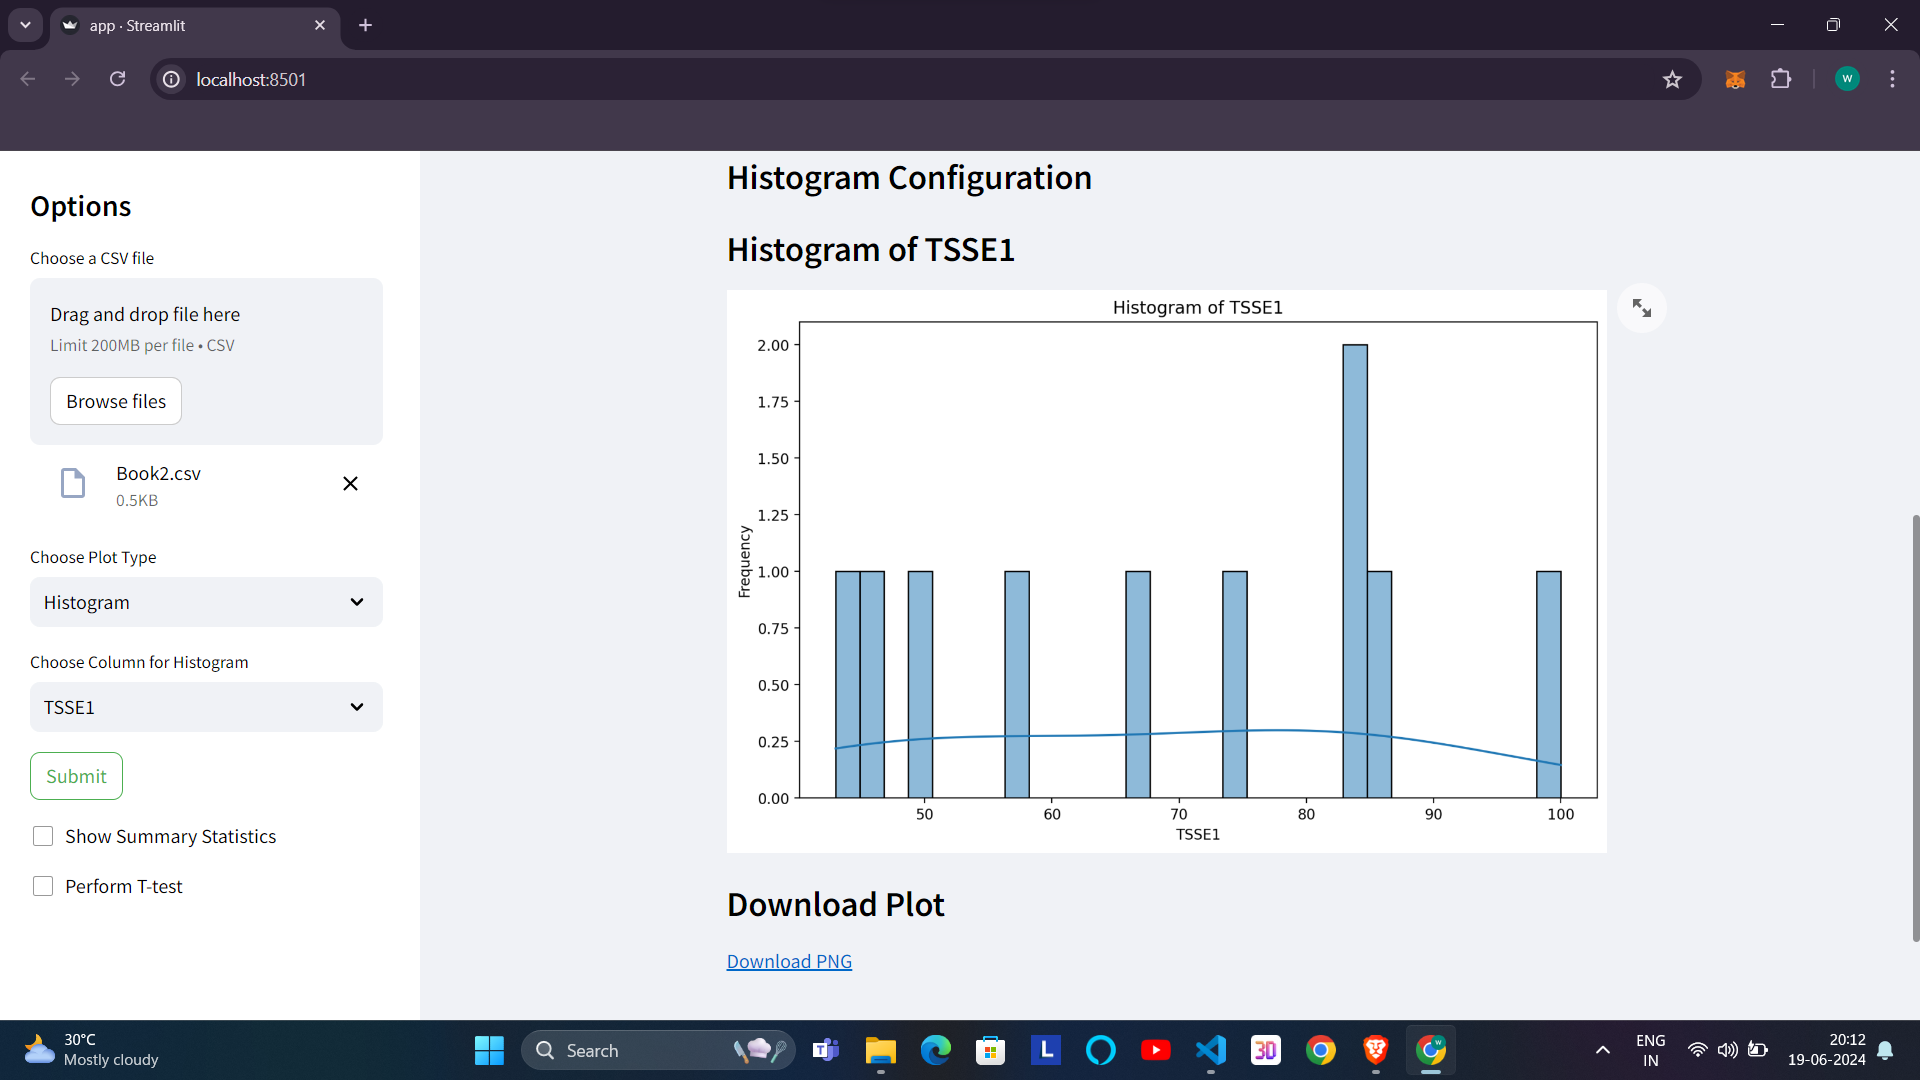 app · Streamlit
localhost:8501
W
Options
Choose a CSV file
Drag and drop file here
Limit 200MB per file • CSV
Browse files
Book2.csv
0.5KB
Choose Plot Type
Histogram
Choose Column for Histogram
TSSE1
Submit
Show Summary Statistics
Perform T-test
Histogram Configuration
Histogram of TSSE1
Histogram of TSSE1
2.00
1.75
1.50
1.25
1.00
0.75
0.50
0.25
0.00
Frequency
50 60 70 80 90 100
TSSE1
Download Plot
Download PNG
30°C
Mostly cloudy
Search
T
L
3D
W
ENG
IN
20:12
19-06-2024